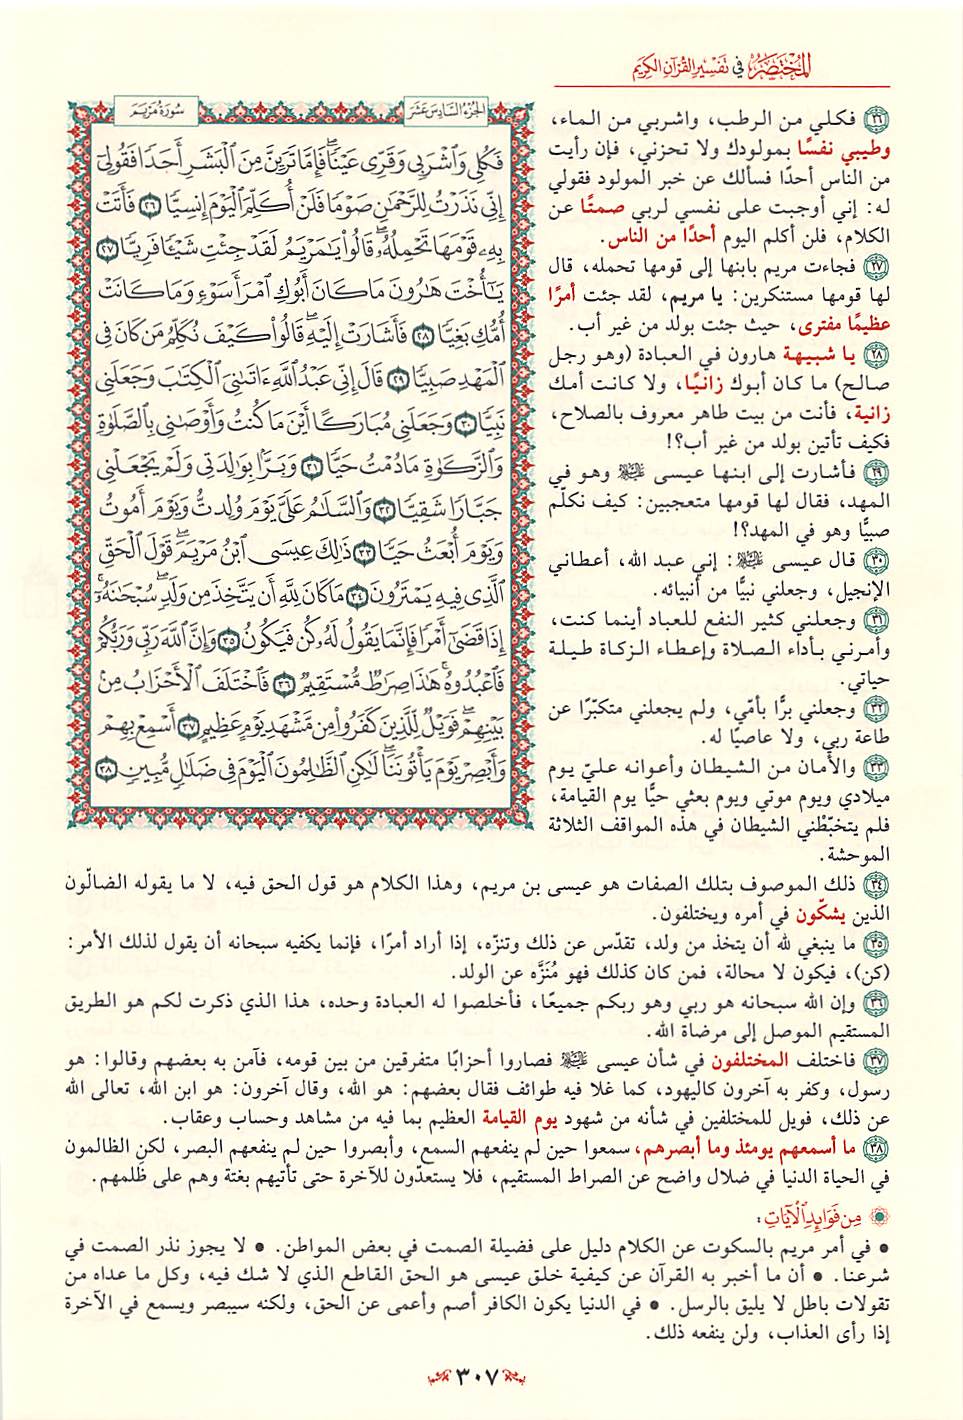 المختصر في تفسير القرآن الكريم
الجزء السادس عشر
سورة مريم
فَكُلِي وَٱشْرَبِي وَقَرِّي عَيْنٗاۖ فَإِمَّا تَرَيِنَّ مِنَ ٱلْبَشَرِ أَحَدٗا فَقُولِيٓ
إِنِّي نَذَرْتُ لِلرَّحْمَٰنِ صَوْمٗا فَلَنْ أُكَلِّمَ ٱلْيَوْمَ إِنسِيّٗا ٢٦ فَأَتَتْ
بِهِۦ قَوْمَهَا تَحْمِلُهُۥۖ قَالُوا۟ يَٰمَرْيَمُ لَقَدْ جِئْتِ شَيْـٔٗا فَرِيّٗا ٢٧
يَٰٓأُخْتَ هَٰرُونَ مَا كَانَ أَبُوكِ ٱمْرَأَ سَوْءٖ وَمَا كَانَتْ
أُمُّكِ بَغِيّٗا ٢٨ فَأَشَارَتْ إِلَيْهِۖ قَالُوا۟ كَيْفَ نُكَلِّمُ مَن كَانَ فِي
ٱلْمَهْدِ صَبِيّٗا ٢٩ قَالَ إِنِّي عَبْدُ ٱللَّهِ ءَاتَىٰنِيَ ٱلْكِتَٰبَ وَجَعَلَنِي
نَبِيّٗا ٣٠ وَجَعَلَنِي مُبَارَكًا أَيْنَ مَا كُنتُ وَأَوْصَٰنِي بِٱلصَّلَوٰةِ
وَٱلزَّكَوٰةِ مَا دُمْتُ حَيّٗا ٣١ وَبَرَّۢا بِوَٰلِدَتِي وَلَمْ يَجْعَلْنِي
جَبَّارٗا شَقِيّٗا ٣٢ وَٱلسَّلَٰمُ عَلَيَّ يَوْمَ وُلِدتُّ وَيَوْمَ أَمُوتُ
وَيَوْمَ أُبْعَثُ حَيّٗا ٣٣ ذَٰلِكَ عِيسَى ٱبْنُ مَرْيَمَۖ قَوْلَ ٱلْحَقِّ
ٱلَّذِي فِيهِ يَمْتَرُونَ ٣٤ مَا كَانَ لِلَّهِ أَن يَتَّخِذَ مِن وَلَدٖۖ سُبْحَٰنَهُۥٓۚ
إِذَا قَضَىٰٓ أَمْرٗا فَإِنَّمَا يَقُولُ لَهُۥ كُن فَيَكُونُ ٣٥ وَإِنَّ ٱللَّهَ رَبِّي وَرَبُّكُمْ
فَٱعْبُدُوهُۚ هَٰذَا صِرَٰطٞ مُّسْتَقِيمٞ ٣٦ فَٱخْتَلَفَ ٱلْأَحْزَابُ مِنۢ
بَيْنِهِمْۖ فَوَيْلٞ لِّلَّذِينَ كَفَرُوا۟ مِن مَّشْهَدِ يَوْمٍ عَظِيمٍ ٣٧ أَسْمِعْ بِهِمْ
وَأَبْصِرْ يَوْمَ يَأْتُونَنَاۖ لَٰكِنِ ٱلظَّٰلِمُونَ ٱلْيَوْمَ فِي ضَلَٰلٖ مُّبِينٖ ٣٨
٢٦ فكلي من الرطب، واشربي من الماء،
وطيبي نفسًا بمولودك ولا تحزني، فإن رأيت
من الناس أحدًا فسألك عن خبر المولود فقولي
له: إني أوجبت على نفسي لربي صمتًا عن
الكلام، فلن أكلم اليوم أحدًا من الناس.
٢٧ فجاءت مريم بابنها إلى قومها تحمله، قال
لها قومها مستنكرين: يا مريم، لقد جئت أمرًا
عظيمًا مفترى، حيث جئت بولد من غير أب.
٢٨ يا شبيهة هارون في العبادة (وهو رجل
صالح) ما كان أبوك زانيًا، ولا كانت أمك
زانية، فأنت من بيت طاهر معروف بالصلاح،
فكيف تأتين بولد من غير أب؟!
٢٩ فأشارت إلى ابنها عيسى عليه السلام وهو في
المهد، فقال لها قومها متعجبين: كيف نكلّم
صبيًّا وهو في المهد؟!
٣٠ قال عيسى عليه السلام: إني عبد الله، أعطاني
الإنجيل، وجعلني نبيًّا من أنبيائه.
٣١ وجعلني كثير النفع للعباد أينما كنت،
وأمرني بأداء الصلاة وإعطاء الزكاة طيلة
حياتي.
٣٢ وجعلني برًّا بأمّي، ولم يجعلني متكبّرًا عن
طاعة ربي، ولا عاصيًا له.
٣٣ والأمان من الشيطان وأعوانه عليّ يوم
ميلادي ويوم موتي ويوم بعثي حيًّا يوم القيامة،
فلم يتخبّطْني الشيطان في هذه المواقف الثلاثة
الموحشة.
٣٤ ذلك الموصوف بتلك الصفات هو عيسى بن مريم، وهذا الكلام هو قول الحق فيه، لا ما يقوله الضالّون
الذين يشكّون في أمره ويختلفون.
٣٥ ما ينبغي لله أن يتخذ من ولد، تقدّس عن ذلك وتنزّه، إذا أراد أمرًا، فإنما يكفيه سبحانه أن يقول لذلك الأمر:
(كن)، فيكون لا محالة، فمن كان كذلك فهو مُنَزَّه عن الولد.
٣٦ وإن الله سبحانه هو ربي وهو ربكم جميعًا، فأخلصوا له العبادة وحده، هذا الذي ذكرت لكم هو الطريق
المستقيم الموصل إلى مرضاة الله.
٣٧ فاختلف المختلفون في شأن عيسى عليه السلام فصاروا أحزابًا متفرقين من بين قومه، فآمن به بعضهم وقالوا: هو
رسول، وكفر به آخرون كاليهود، كما غلا فيه طوائف فقال بعضهم: هو الله، وقال آخرون: هو ابن الله، تعالى الله
عن ذلك، فويل للمختلفين في شأنه من شهود يوم القيامة العظيم بما فيه من مشاهد وحساب وعقاب.
٣٨ ما أسمعهم يومئذ وما أبصرهم، سمعوا حين لم ينفعهم السمع، وأبصروا حين لم ينفعهم البصر، لكنِ الظالمون
في الحياة الدنيا في ضلال واضح عن الصراط المستقيم، فلا يستعدّون للآخرة حتى تأتيهم بغتة وهم على ظلمهم.
من فوائد الآيات:
• في أمر مريم بالسكوت عن الكلام دليل على فضيلة الصمت في بعض المواطن. • لا يجوز نذر الصمت في
شرعنا. • أن ما أخبر به القرآن عن كيفية خلق عيسى هو الحق القاطع الذي لا شك فيه، وكل ما عداه من
تقولات باطل لا يليق بالرسل. • في الدنيا يكون الكافر أصم وأعمى عن الحق، ولكنه سيبصر ويسمع في الآخرة
إذا رأى العذاب، ولن ينفعه ذلك.
٣٠٧